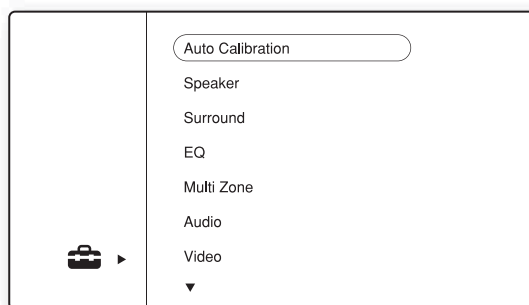 Auto Calibration
Speaker
Surround
EQ
Multi Zone
Audio
Video